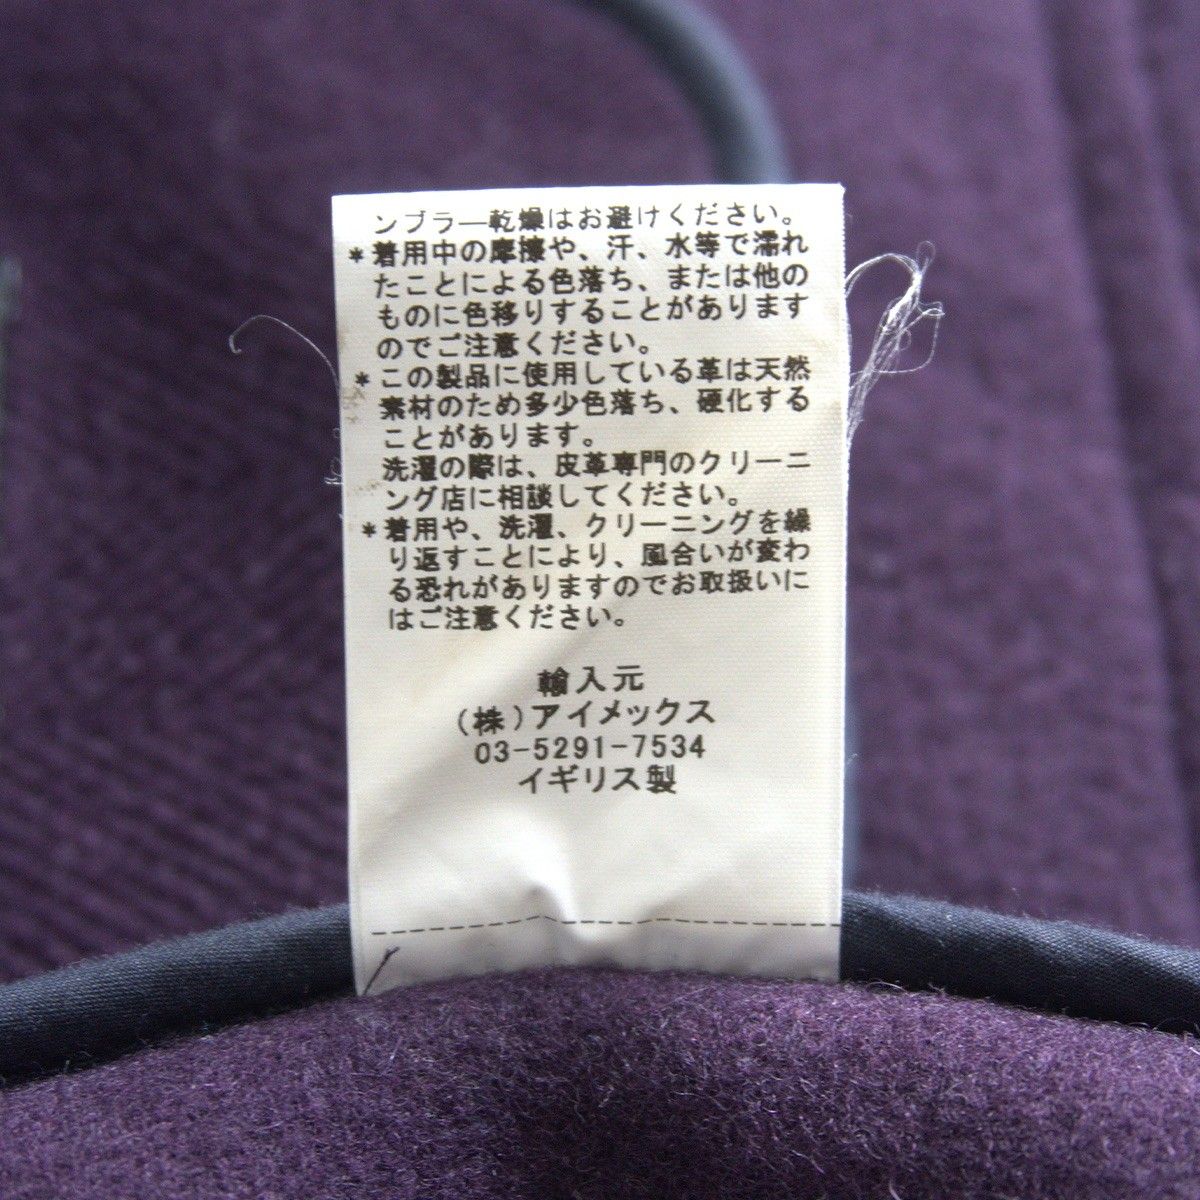 ンブラー乾燥はお避けください。
*着用中の摩擦や、汗、水等で濡れ
たことによる色落ち、または他の
ものに色移りすることがあります
のでご注意ください。
*この製品に使用している革は天然
素材のため多少色落ち、硬化する
ことがあります。
洗濯の際は、皮革専門のクリーニ
ング店に相談してください。
*着用や、洗濯、クリーニングを繰
り返すことにより、風合いが変わ
る恐れがありますのでお取扱いに
はご注意ください。
輸入元
(株)アイメックス
03-5291-7534
イギリス製